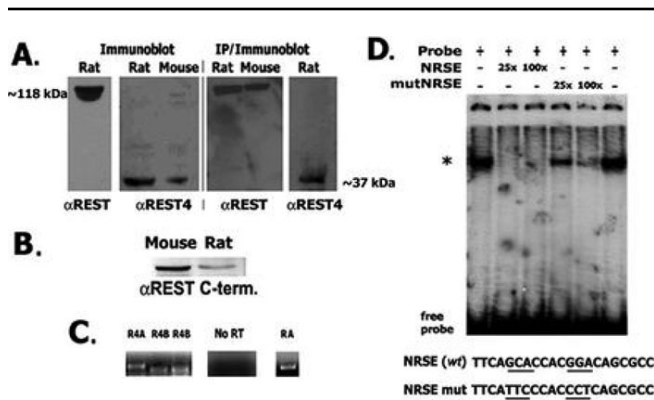 A.
Immunoblot IP/Immunoblot
Rat Rat Mouse Rat Mouse Rat
~118 kDa
~37 kDa
αREST αREST4 αREST αREST4
B.
Mouse Rat
αREST C-term.
C.
R4A R4B R4B No RT RA
D.
Probe + + + + + +
NRSE - 25x 100x - - -
mutNRSE - - - 25x 100x -
*
free
probe
NRSE (wt) TTCAGCACCACGGACAGCGCC
NRSE mut TTCATTCCCACCCTCAGCGCC